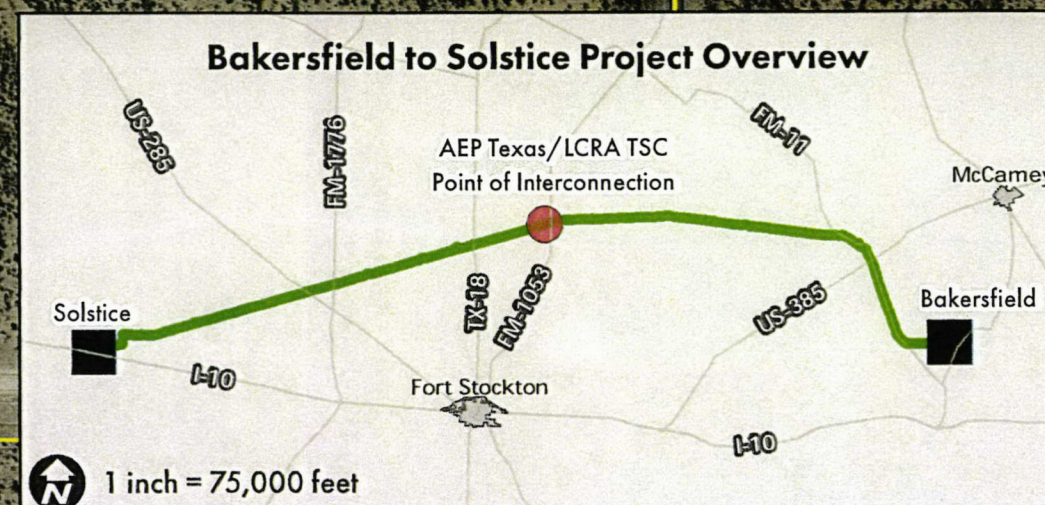 Bakersfield to Solstice Project Overview
US-285
FM-1776
FM-11
AEP Texas/LCRA TSC
Point of Interconnection
McCamey
TX-18
FM-1053
US-385
Solstice
Bakersfield
I-10
Fort Stockton
I-10
N
1 inch = 75,000 feet